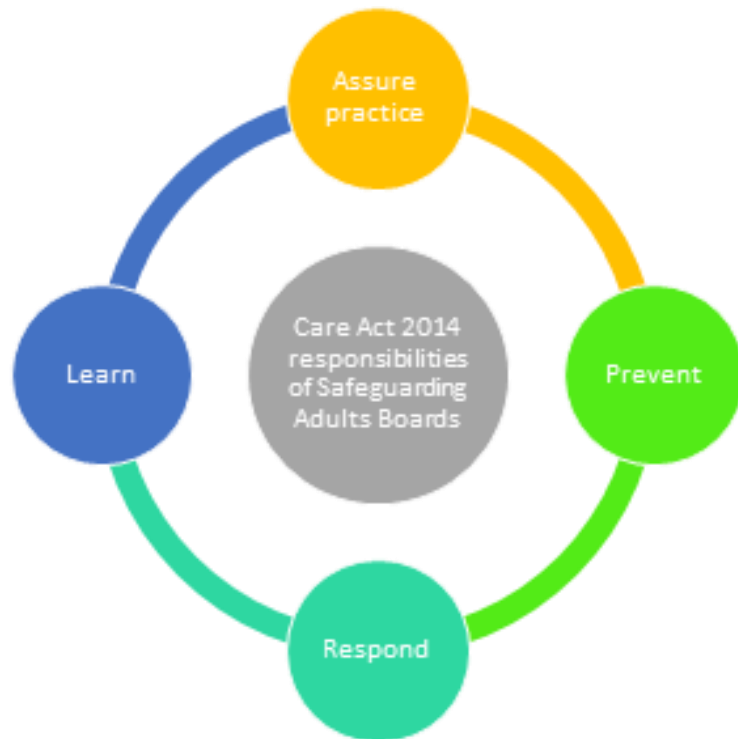 Assure
practice
Care Act 2014
responsibilities
of Safeguarding
Adults Boards
Learn
Prevent
Respond